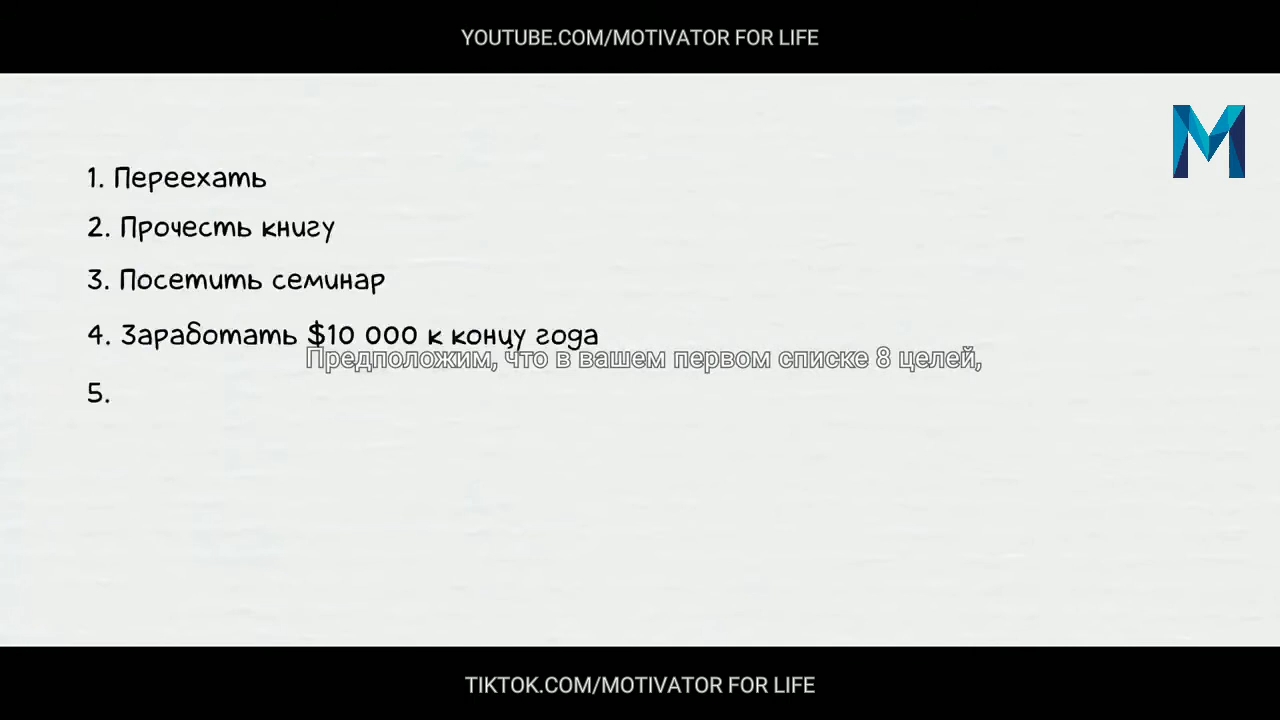 YOUTUBE.COM/MOTIVATOR FOR LIFE
M
1. Переехать
2. Прочесть книгу
3. Посетить семинар
4. Заработать $10 000 к концу года
Предположим, что в вашем первом списке 8 целей,
5.
TIKTOK.COM/MOTIVATOR FOR LIFE